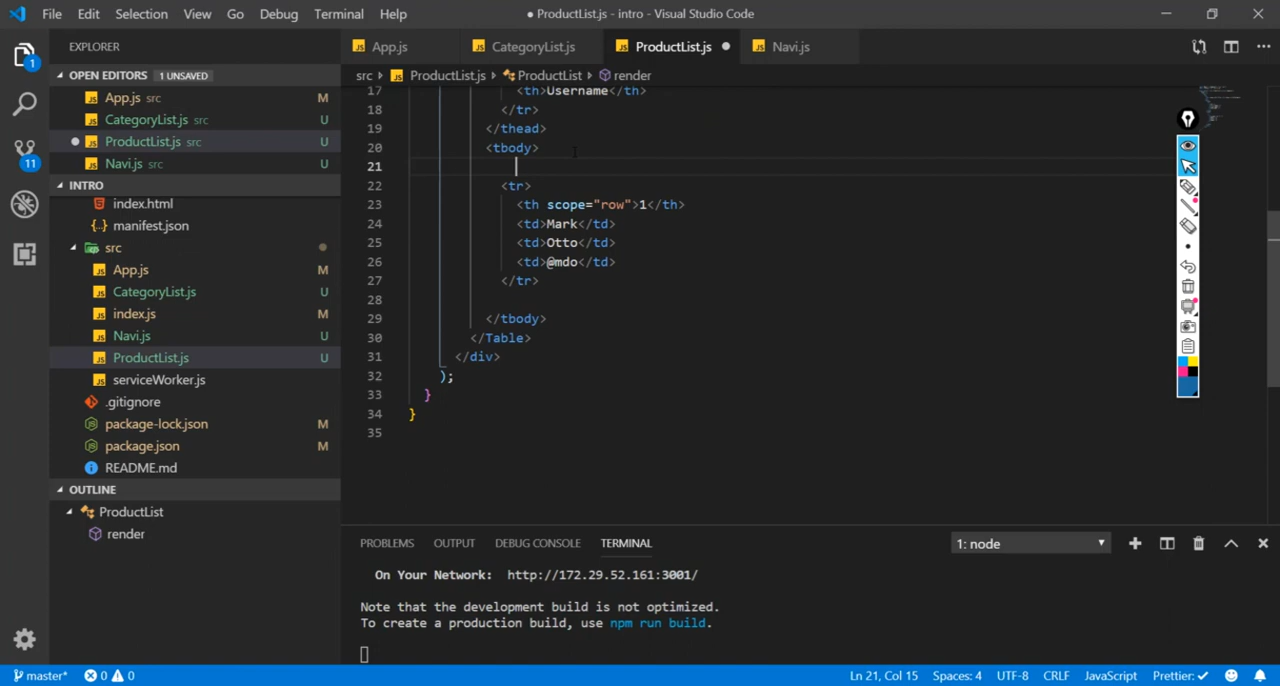 File Edit Selection View Go Debug Terminal Help
● ProductList.js - intro - Visual Studio Code
EXPLORER
App.js
CategoryList.js
ProductList.js
Navi.js
OPEN EDITORS 1 UNSAVED
App.js src M
CategoryList.js src U
ProductList.js src U
Navi.js src U
INTRO
index.html
{..} manifest.json
src
App.js M
CategoryList.js U
index.js M
Navi.js U
ProductList.js U
serviceWorker.js
.gitignore
package-lock.json M
package.json M
README.md
OUTLINE
ProductList
render
1
11
src › ProductList.js › ProductList › render
17 <th>Username</th>
18 </tr>
19 </thead>
20 <tbody>
21
22 <tr>
23 <th scope="row">1</th>
24 <td>Mark</td>
25 <td>Otto</td>
26 <td>@mdo</td>
27 </tr>
28
29 </tbody>
30 </Table>
31 </div>
32 );
33 }
34 }
35
PROBLEMS OUTPUT DEBUG CONSOLE TERMINAL
1: node
On Your Network: http://172.29.52.161:3001/
Note that the development build is not optimized.
To create a production build, use npm run build.
master* 0 0
Ln 21, Col 15 Spaces: 4 UTF-8 CRLF JavaScript Prettier: ✓